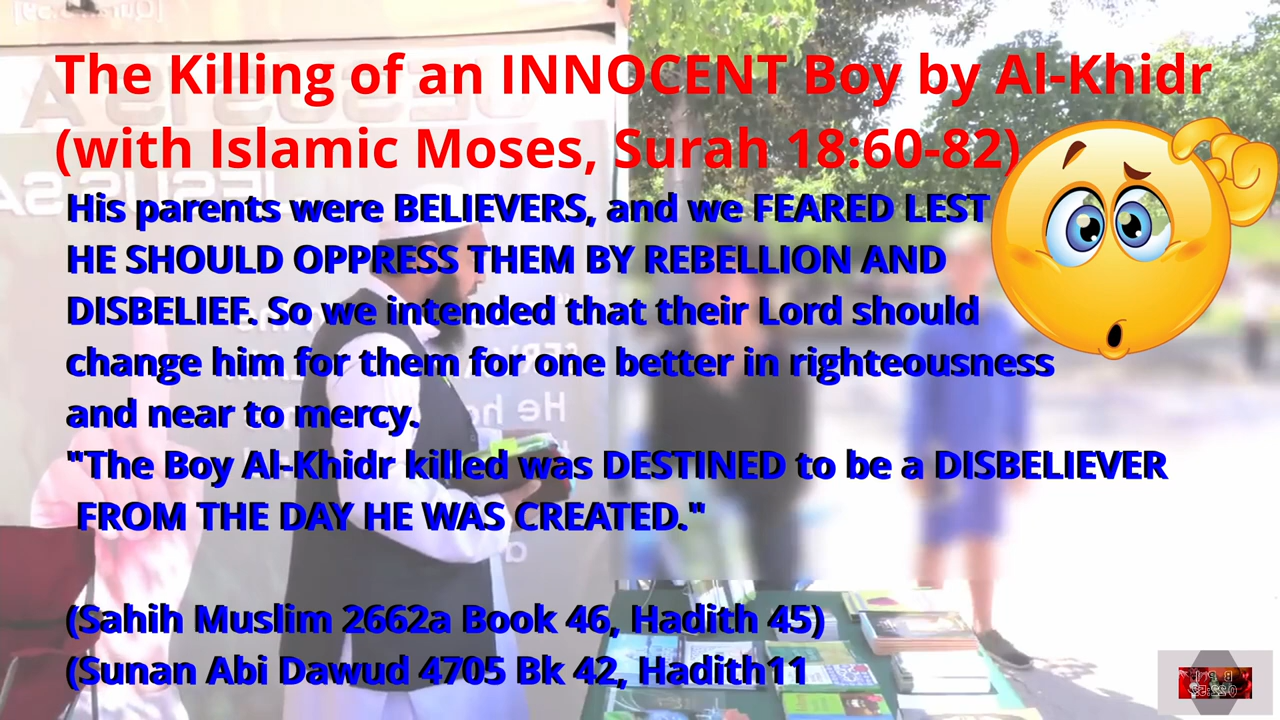 The Killing of an INNOCENT Boy by Al-Khidr
(with Islamic Moses, Surah 18:60-82)
His parents were BELIEVERS, and we FEARED LEST
HE SHOULD OPPRESS THEM BY REBELLION AND
DISBELIEF. So we intended that their Lord should
change him for them for one better in righteousness
and near to mercy.
"The Boy Al-Khidr killed was DESTINED to be a DISBELIEVER
FROM THE DAY HE WAS CREATED."
(Sahih Muslim 2662a Book 46, Hadith 45)
(Sunan Abi Dawud 4705 Bk 42, Hadith11